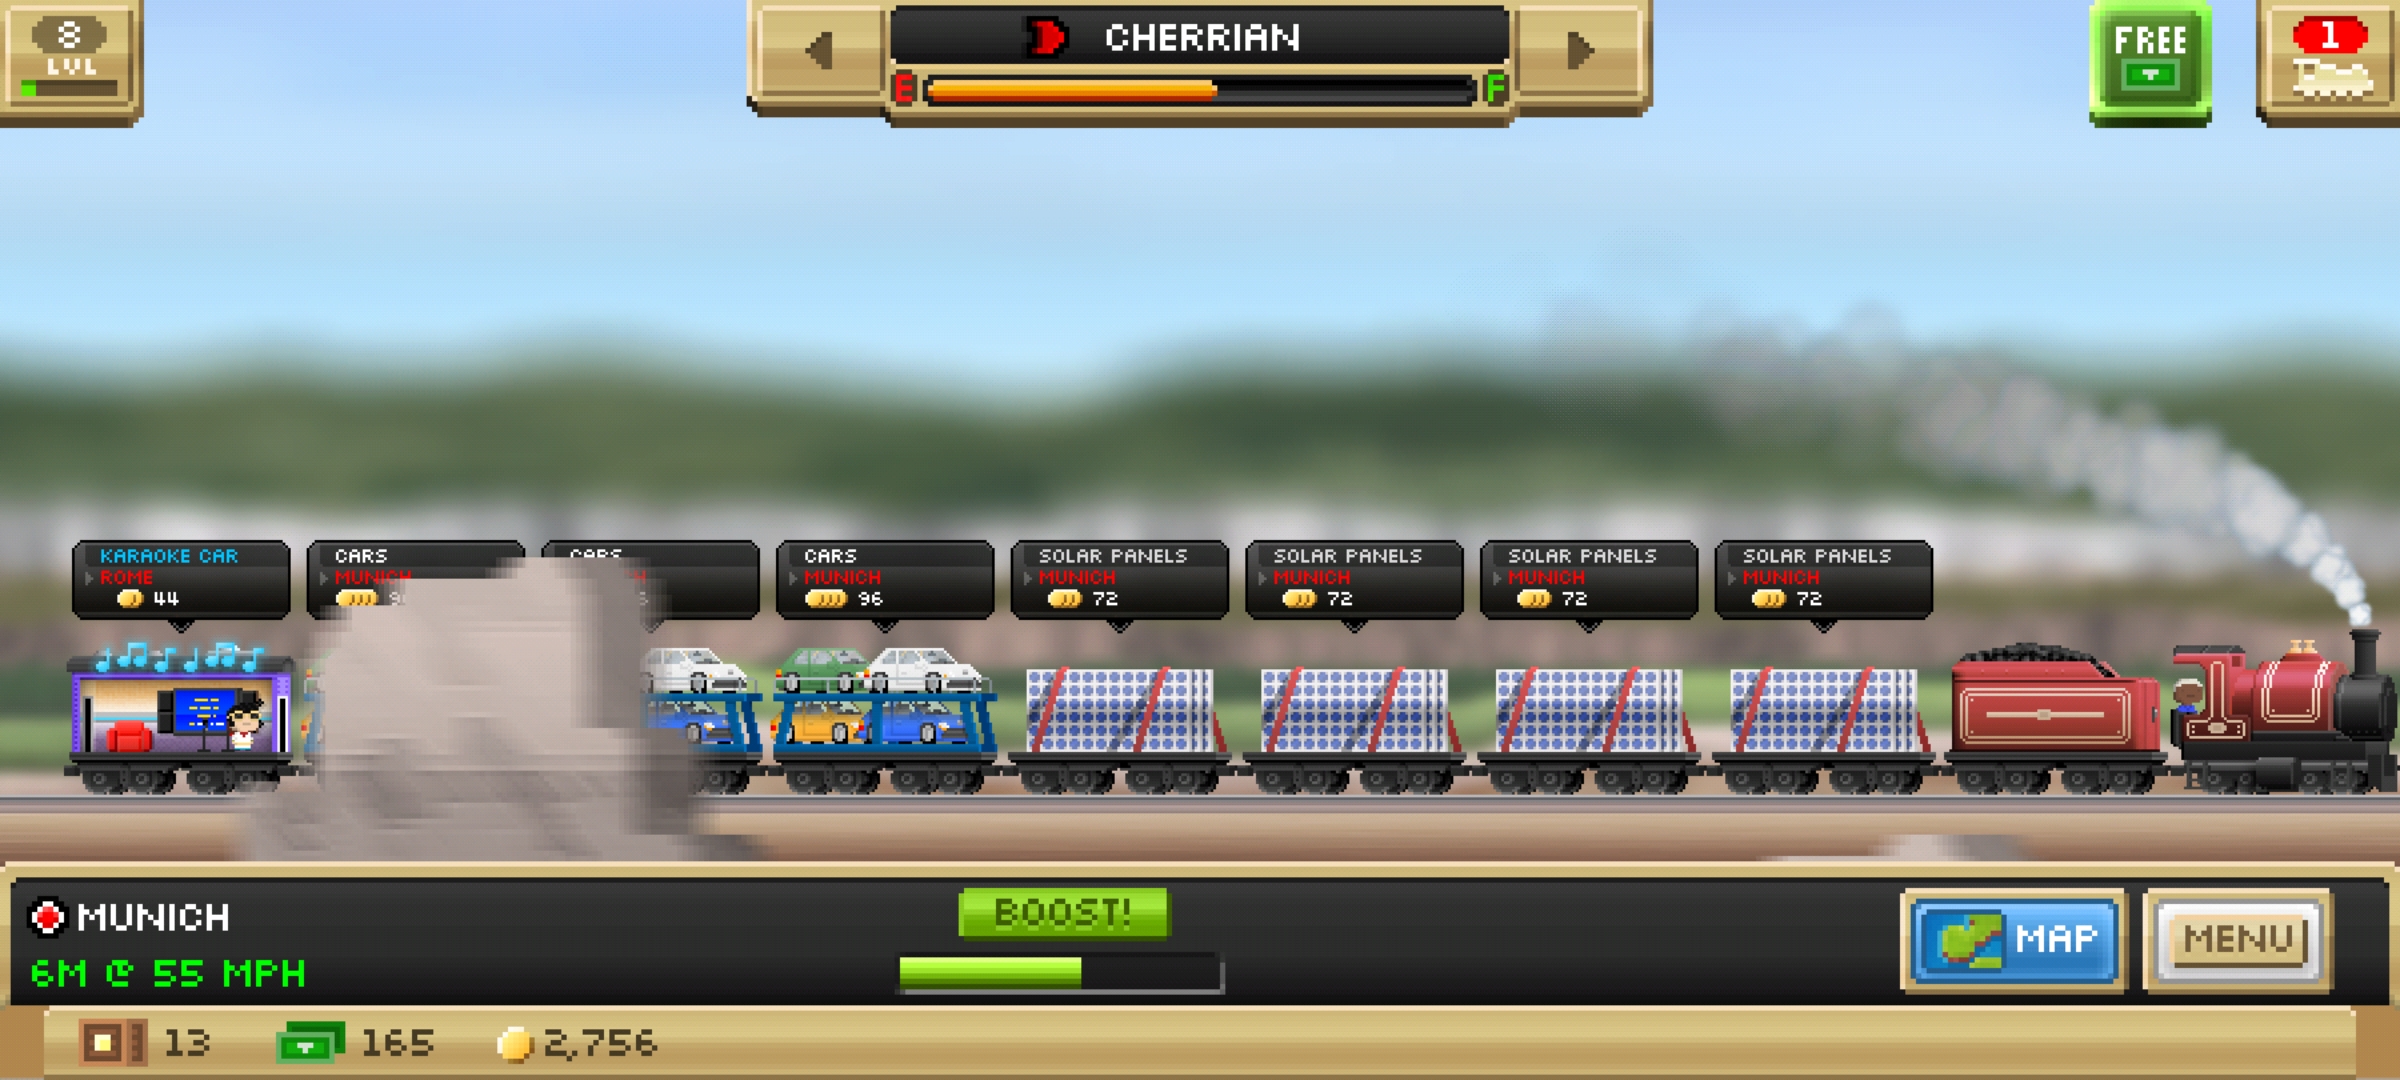 8
LVL
CHERRIAN
E
F
FREE
1
KARAOKE CAR
ROME
44
CARS
MUNICH
CARS
CARS
MUNICH
96
SOLAR PANELS
MUNICH
72
SOLAR PANELS
MUNICH
72
SOLAR PANELS
MUNICH
72
SOLAR PANELS
MUNICH
72
MUNICH
6M @ 55 MPH
BOOST!
MAP
MENU
13
165
2,756